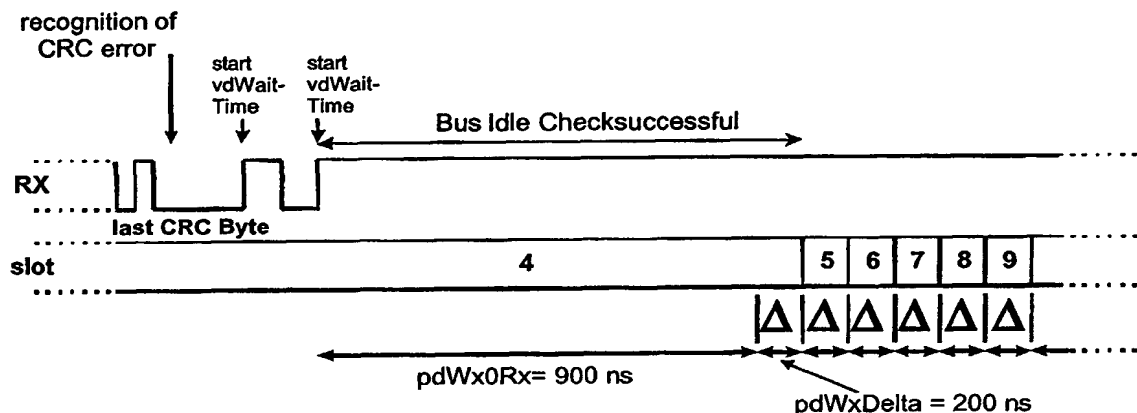 recognition of
CRC error
start
vdWait-
Time
start
vdWait-
Time
Bus Idle Checksuccessful
RX
last CRC Byte
slot
4
5
6
7
8
9
Δ
Δ
Δ
Δ
Δ
Δ
pdWx0Rx= 900 ns
pdWxDelta = 200 ns